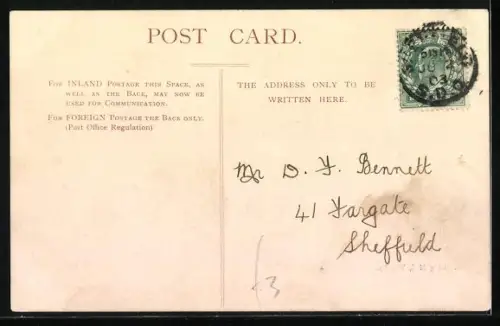 POST CARD.
For INLAND Postage this Space, as
well as the Back, may now be
used for Communication.
For FOREIGN Postage the Back only.
(Post Office Regulation)
THE ADDRESS ONLY TO BE
WRITTEN HERE.
Mr D. F. Bennett
41 Fargate
Sheffield
3